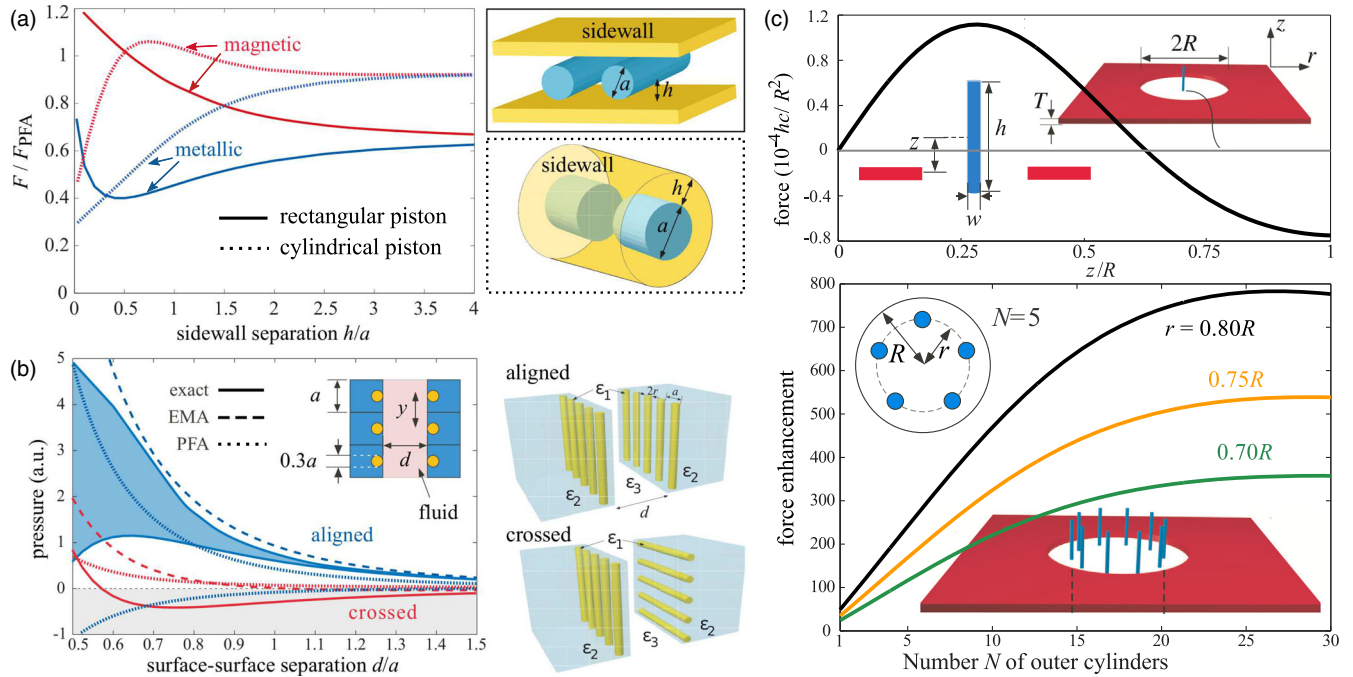 (a)
1.2
1
0.8
0.6
0.4
0.2
0
F / F_PFA
magnetic
metallic
rectangular piston
cylindrical piston
0
0.5
1
1.5
2
2.5
3
3.5
4
sidewall separation h/a
sidewall
a
h
sidewall
h
a
(b)
5
4
3
2
1
0
-1
pressure (a.u.)
exact
EMA
PFA
a
0.3a
y
d
fluid
aligned
crossed
0.5
0.6
0.7
0.8
0.9
1
1.1
1.2
1.3
1.4
1.5
surface-surface separation d/a
aligned
ε₁
2r
a
ε₂
ε₃
ε₂
d
crossed
ε₁
ε₂
ε₃
ε₂
(c)
1.2
0.8
0.4
0
-0.4
-0.8
force (10⁻⁴hc/R²)
z
h
w
2R
T
z
r
0
0.25
0.5
0.75
1
z/R
800
700
600
500
400
300
200
100
0
force enhancement
R
r
N=5
r = 0.80R
0.75R
0.70R
1
5
10
15
20
25
30
Number N of outer cylinders